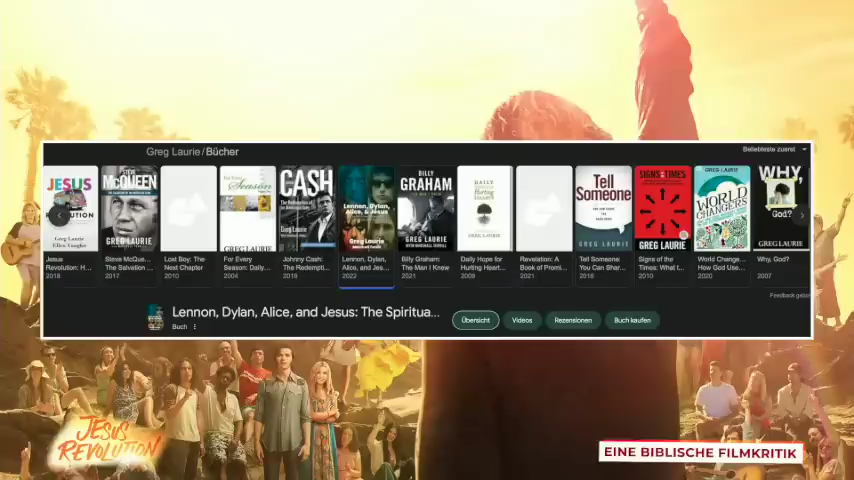 Greg Laurie/Bücher
Beliebteste zuerst
JESUS
Greg Laurie
Ellen Vaughn
STEVE
McQUEEN
GREG LAURIE
For Every
Season
CASH
Greg Laurie
Lennon, Dylan,
Alice, & Jesus
Greg Laurie
BILLY
GRAHAM
GREG LAURIE
DAILY
HOPE
for
Hurting
HEARTS
Tell
Someone
GREG LAURIE
SIGNS OF THE TIMES
GREG LAURIE
GREG LAURIE
WORLD
CHANGERS
WHY,
God?
GREG LAURIE
Jesus
Revolution: H...
2018
Steve McQue...
The Salvation ...
2017
Lost Boy: The
Next Chapter
2010
For Every
Season: Daily...
2004
Johnny Cash:
The Redempti...
2019
Lennon, Dylan,
Alice, and Jes...
2022
Billy Graham:
The Man I Knew
2021
Daily Hope for
Hurting Heart...
2009
Revelation: A
Book of Promi...
2021
Tell Someone:
You Can Shar...
2016
Signs of the
Times: What t...
2010
World Change...
How God Use...
2020
Why, God?
2007
Feedback geben
Lennon, Dylan, Alice, and Jesus: The Spiritua...
Buch
Übersicht
Videos
Rezensionen
Buch kaufen
JESUS
REVOLUTION
EINE BIBLISCHE FILMKRITIK